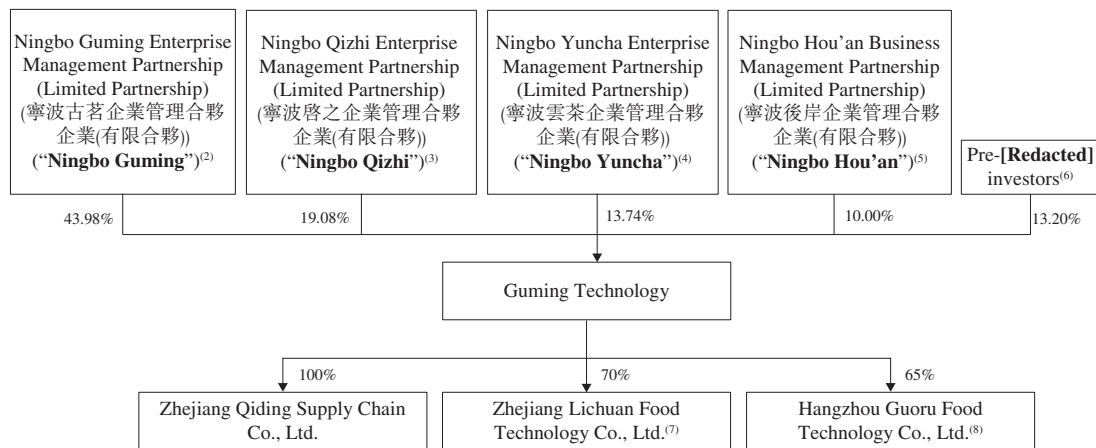 Ningbo Guming Enterprise
Management Partnership
(Limited Partnership)
(寧波古茗企業管理合夥
企業(有限合夥))
(“Ningbo Guming”)(2)
Ningbo Qizhi Enterprise
Management Partnership
(Limited Partnership)
(寧波啓之企業管理合夥
企業(有限合夥))
(“Ningbo Qizhi”)(3)
Ningbo Yuncha Enterprise
Management Partnership
(Limited Partnership)
(寧波雲茶企業管理合夥
企業(有限合夥))
(“Ningbo Yuncha”)(4)
Ningbo Hou'an Business
Management Partnership
(Limited Partnership)
(寧波後岸企業管理合夥
企業(有限合夥))
(“Ningbo Hou'an”)(5)
Pre-[Redacted]
investors(6)
43.98%
19.08%
13.74%
10.00%
13.20%
Guming Technology
100%
70%
65%
Zhejiang Qiding Supply Chain
Co., Ltd.
Zhejiang Lichuan Food
Technology Co., Ltd.(7)
Hangzhou Guoru Food
Technology Co., Ltd.(8)